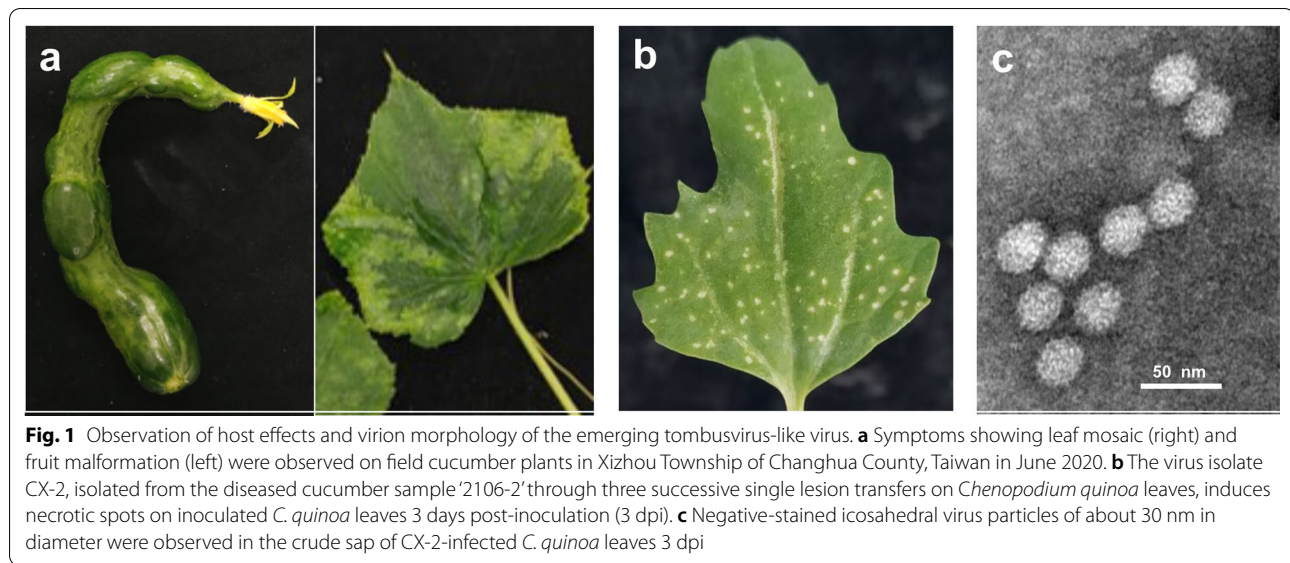 a
b
c
50 nm
Fig. 1 Observation of host effects and virion morphology of the emerging tombusvirus-like virus. a Symptoms showing leaf mosaic (right) and
fruit malformation (left) were observed on field cucumber plants in Xizhou Township of Changhua County, Taiwan in June 2020. b The virus isolate
CX-2, isolated from the diseased cucumber sample ‘2106-2’ through three successive single lesion transfers on Chenopodium quinoa leaves, induces
necrotic spots on inoculated C. quinoa leaves 3 days post-inoculation (3 dpi). c Negative-stained icosahedral virus particles of about 30 nm in
diameter were observed in the crude sap of CX-2-infected C. quinoa leaves 3 dpi